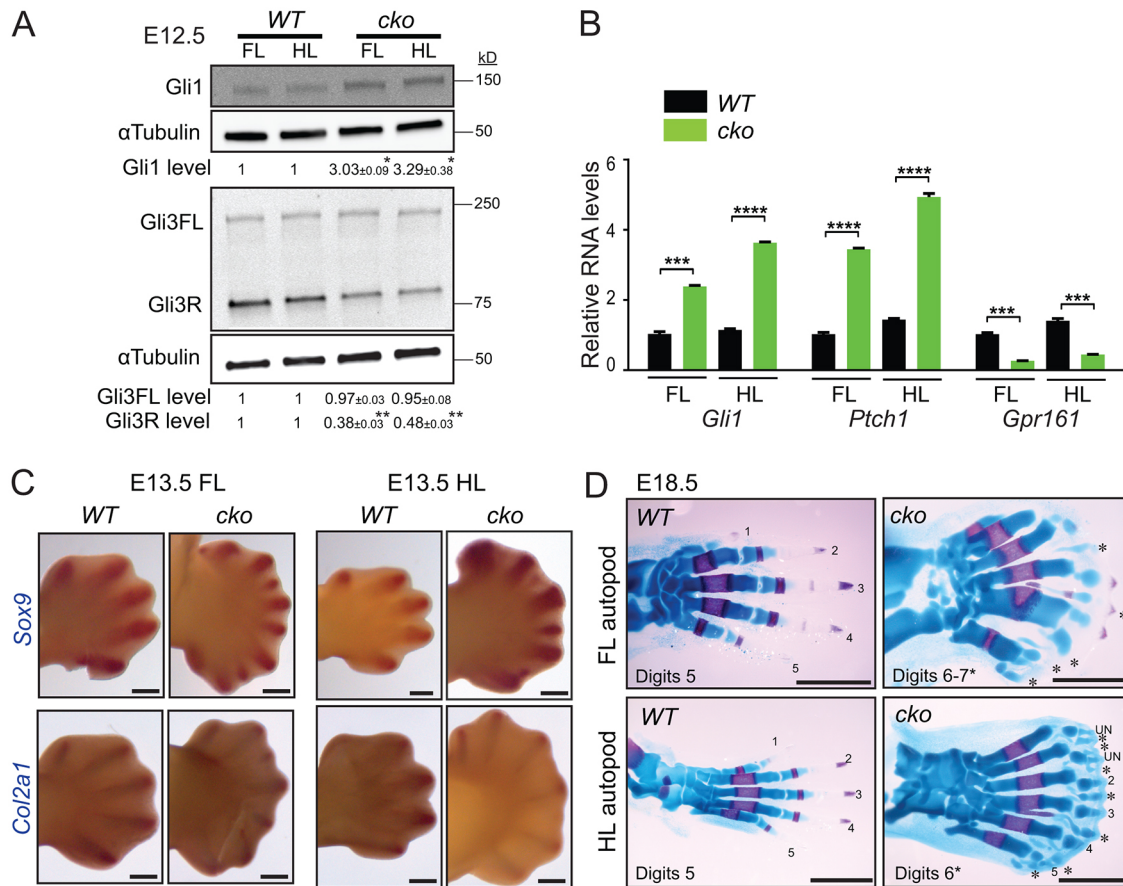 A
E12.5
WT cko
FL HL FL HL kD
Gli1 150
αTubulin 50
Gli1 level 1 1 3.03±0.09* 3.29±0.38*
Gli3FL 250
Gli3R 75
αTubulin 50
Gli3FL level 1 1 0.97±0.03 0.95±0.08
Gli3R level 1 1 0.38±0.03** 0.48±0.03**
B
WT
cko
Relative RNA levels
6
4
2
0
*** **** **** **** *** ***
FL HL FL HL FL HL
Gli1 Ptch1 Gpr161
C
E13.5 FL E13.5 HL
WT cko WT cko
Sox9
Col2a1
D E18.5
FL autopod
WT
1
2
3
4
5
Digits 5
cko
*
*
* *
*
Digits 6-7*
HL autopod
WT
1
2
3
4
5
Digits 5
cko
UN
*
*
UN
*
2
*
3
*
4
5 *
*
Digits 6*